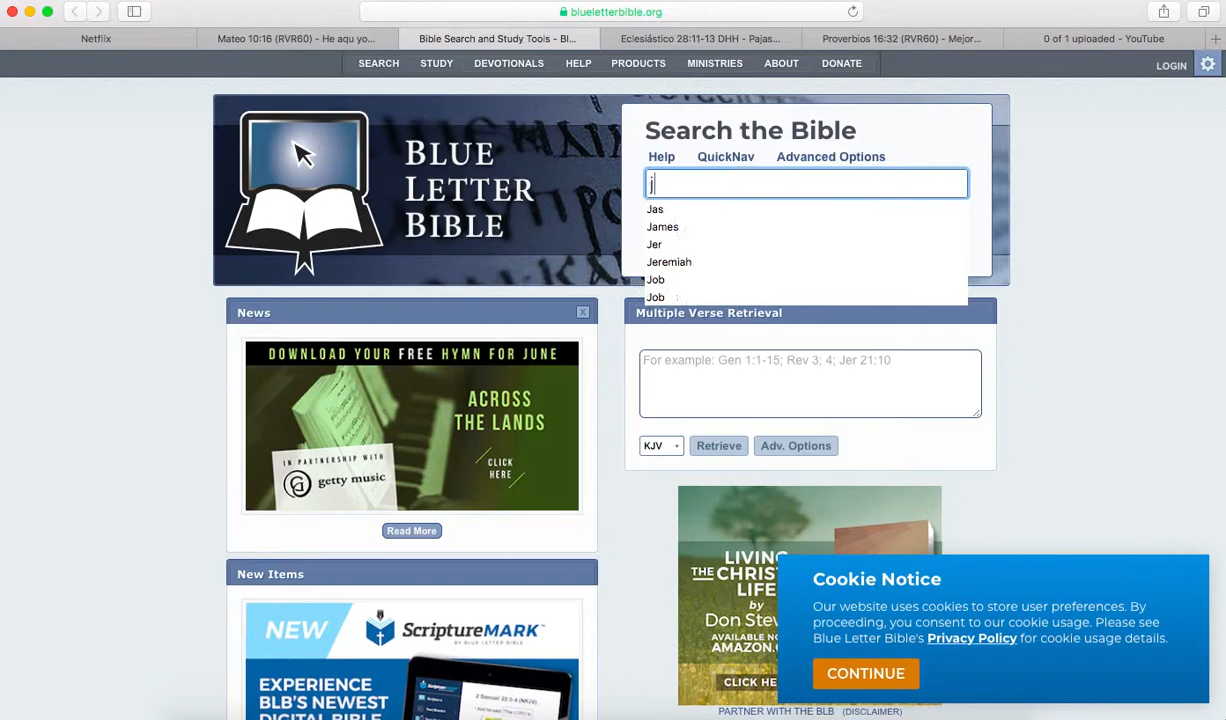 blueletterbible.org
Netflix
Mateo 10:16 (RVR60) - He aqu yo...
Bible Search and Study Tools - Bl...
Eclesiástico 28:11-13 DHH - Pajas...
Proverbios 16:32 (RVR60) - Mejor...
0 of 1 uploaded - YouTube
SEARCH STUDY DEVOTIONALS HELP PRODUCTS MINISTRIES ABOUT DONATE
LOGIN
BLUE
LETTER
BIBLE
Search the Bible
Help QuickNav Advanced Options
j
Jas
James
Jer
Jeremiah
Job
Job
News
X
DOWNLOAD YOUR FREE HYMN FOR JUNE
ACROSS
THE LANDS
CLICK
HERE
IN PARTNERSHIP WITH
getty music
Read More
New Items
NEW
ScriptureMARK
BY BLUE LETTER BIBLE
EXPERIENCE
BLB'S NEWEST
DIGITAL BIBLE
Multiple Verse Retrieval
For example: Gen 1:1-15; Rev 3; 4; Jer 21:10
KJV Retrieve Adv. Options
LIVING
THE CHRIST
LIFE
by
Don Stew
AVAILABLE NO
AMAZON.C
CLICK HE
PARTNER WITH THE BLB (DISCLAIMER)
Cookie Notice
Our website uses cookies to store user preferences. By
proceeding, you consent to our cookie usage. Please see
Blue Letter Bible's Privacy Policy for cookie usage details.
CONTINUE